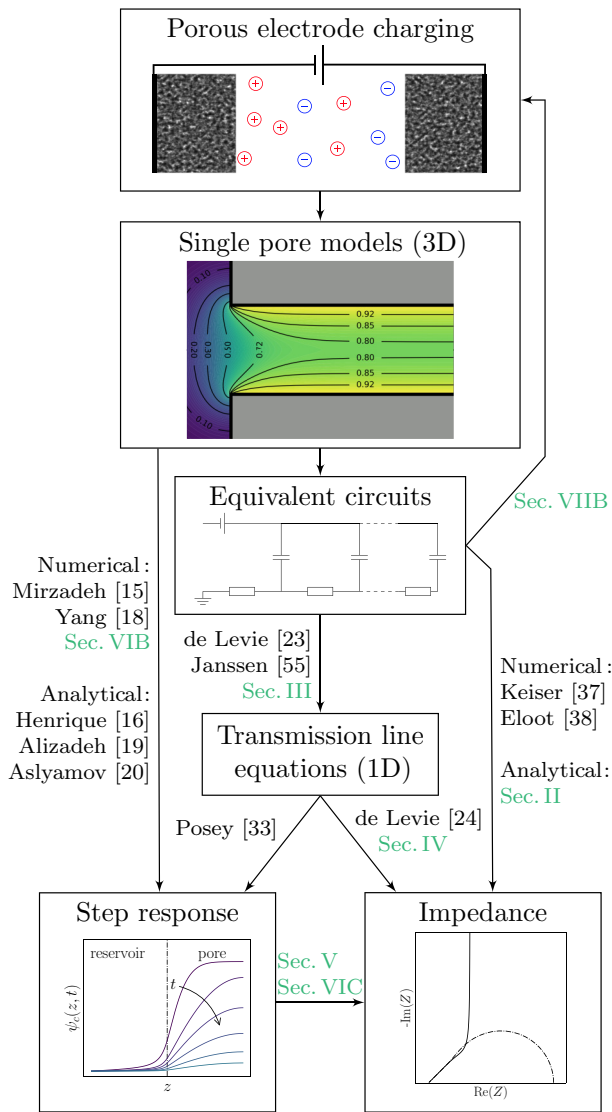 Porous electrode charging
Single pore models (3D)
0.10
0.20
0.30
0.50
0.72
0.92
0.85
0.80
0.80
0.85
0.92
0.10
Equivalent circuits
Sec. VIIB
Numerical :
Mirzadeh [15]
Yang [18]
Sec. VIB
Analytical:
Henrique [16]
Alizadeh [19]
Aslyamov [20]
de Levie [23]
Janssen [55]
Sec. III
Numerical :
Keiser [37]
Eloot [38]
Analytical:
Sec. II
Transmission line
equations (1D)
Posey [33]
de Levie [24]
Sec. IV
Step response
reservoir
pore
t
ψc(z, t)
z
Sec. V
Sec. VIC
Impedance
-Im(Z)
Re(Z)